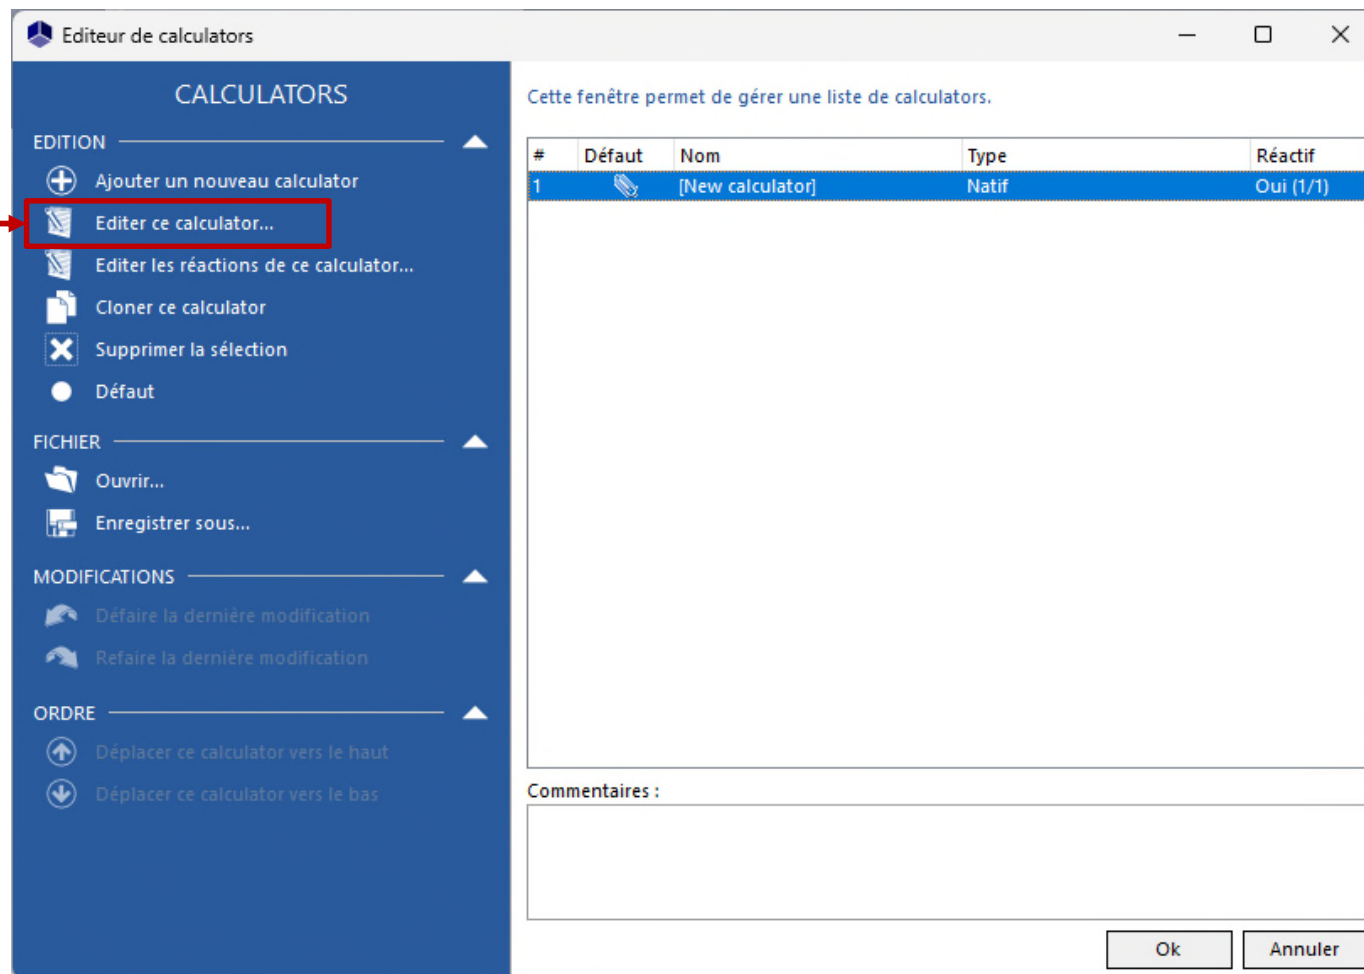 Editeur de calculators
CALCULATORS
EDITION
Ajouter un nouveau calculator
Editer ce calculator...
Editer les réactions de ce calculator...
Cloner ce calculator
Supprimer la sélection
Défaut
FICHIER
Ouvrir...
Enregistrer sous...
MODIFICATIONS
Défaire la dernière modification
Refaire la dernière modification
ORDRE
Déplacer ce calculator vers le haut
Déplacer ce calculator vers le bas
Cette fenêtre permet de gérer une liste de calculators.
# Défaut Nom Type Réactif
1 [New calculator] Natif Oui (1/1)
Commentaires :
Ok Annuler